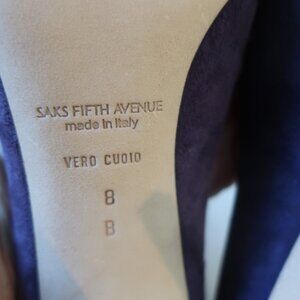 SAKS FIFTH AVENUE
made in Italy
VERO CUOIO
8
B